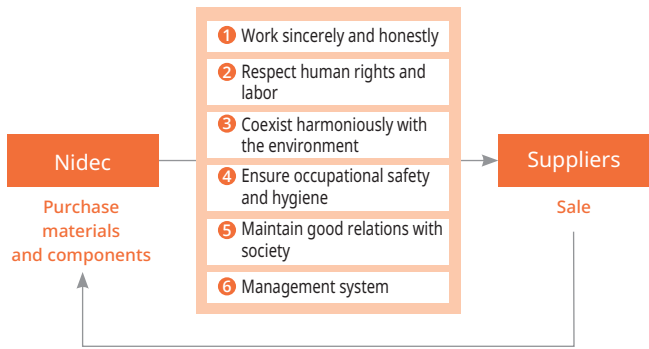 1 Work sincerely and honestly
2 Respect human rights and
labor
3 Coexist harmoniously with
the environment
4 Ensure occupational safety
and hygiene
5 Maintain good relations with
society
6 Management system
Nidec
Purchase
materials
and components
Suppliers
Sale